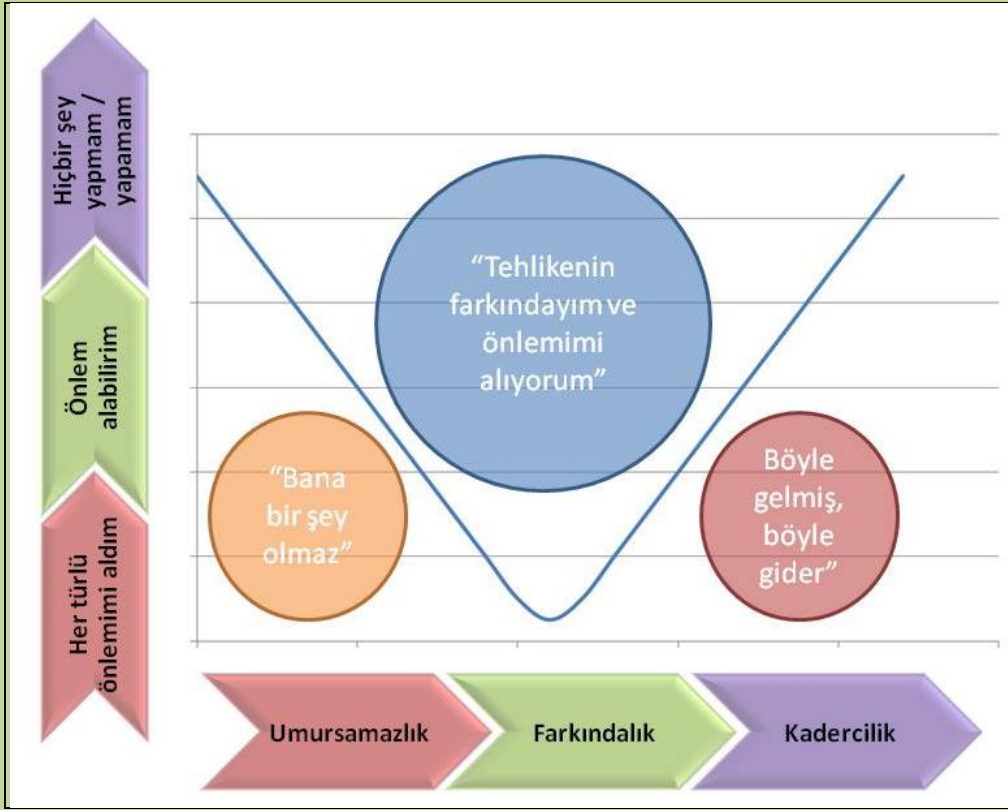 Hiçbir şey
yapmam /
yapamam
Önlem
alabilirim
Her türlü
önlemimi aldım
“Tehlikenin
farkındayım ve
önlemimi
alıyorum”
“Bana
bir şey
olmaz”
Böyle
gelmiş,
böyle
gider”
Umursamazlık
Farkındalık
Kadercilik